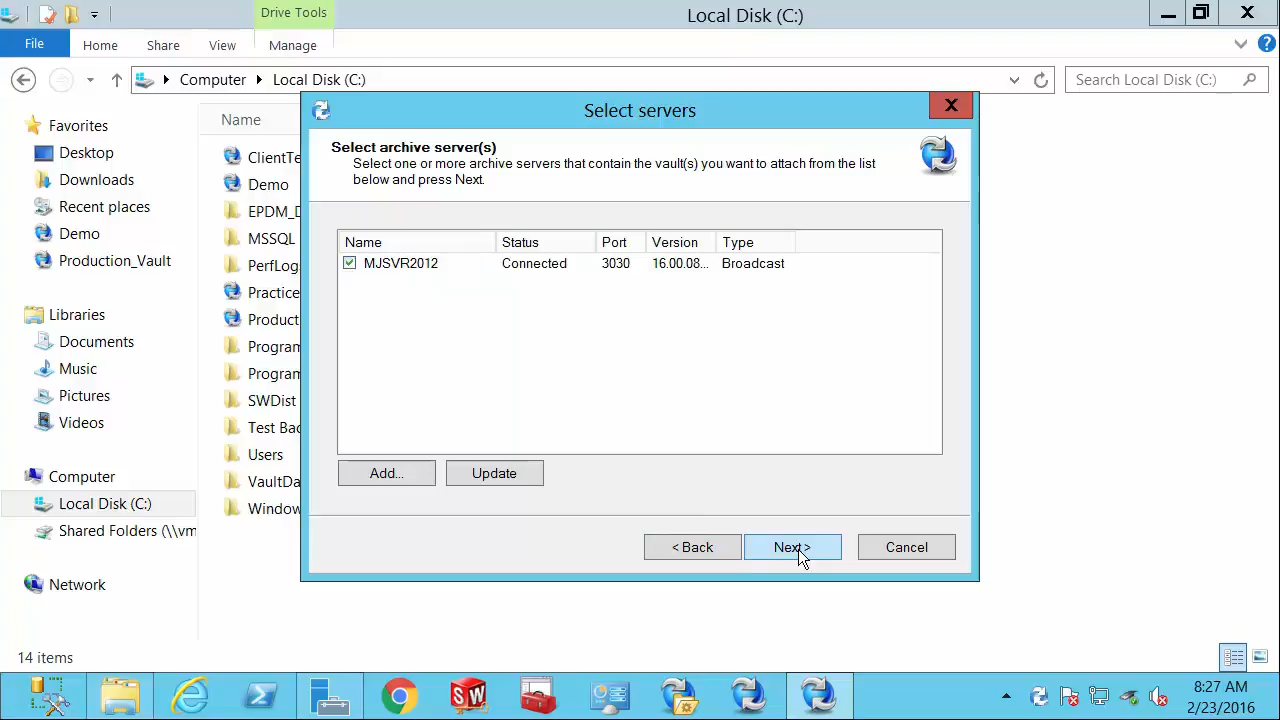 Drive Tools
Local Disk (C:)
File
Home
Share
View
Manage
Computer
Local Disk (C:)
Search Local Disk (C:)
Favorites
Desktop
Downloads
Recent places
Demo
Production_Vault
Libraries
Documents
Music
Pictures
Videos
Computer
Local Disk (C:)
Shared Folders (\\vm
Network
Name
ClientTe
Demo
EPDM_D
MSSQL
PerfLog
Practice
Product
Program
Program
SWDist
Test Bac
Users
VaultDa
Window
Select servers
Select archive server(s)
Select one or more archive servers that contain the vault(s) you want to attach from the list
below and press Next.
Name Status Port Version Type
MJSVR2012 Connected 3030 16.00.08... Broadcast
Add...
Update
< Back
Next >
Cancel
14 items
SW
8:27 AM
2/23/2016